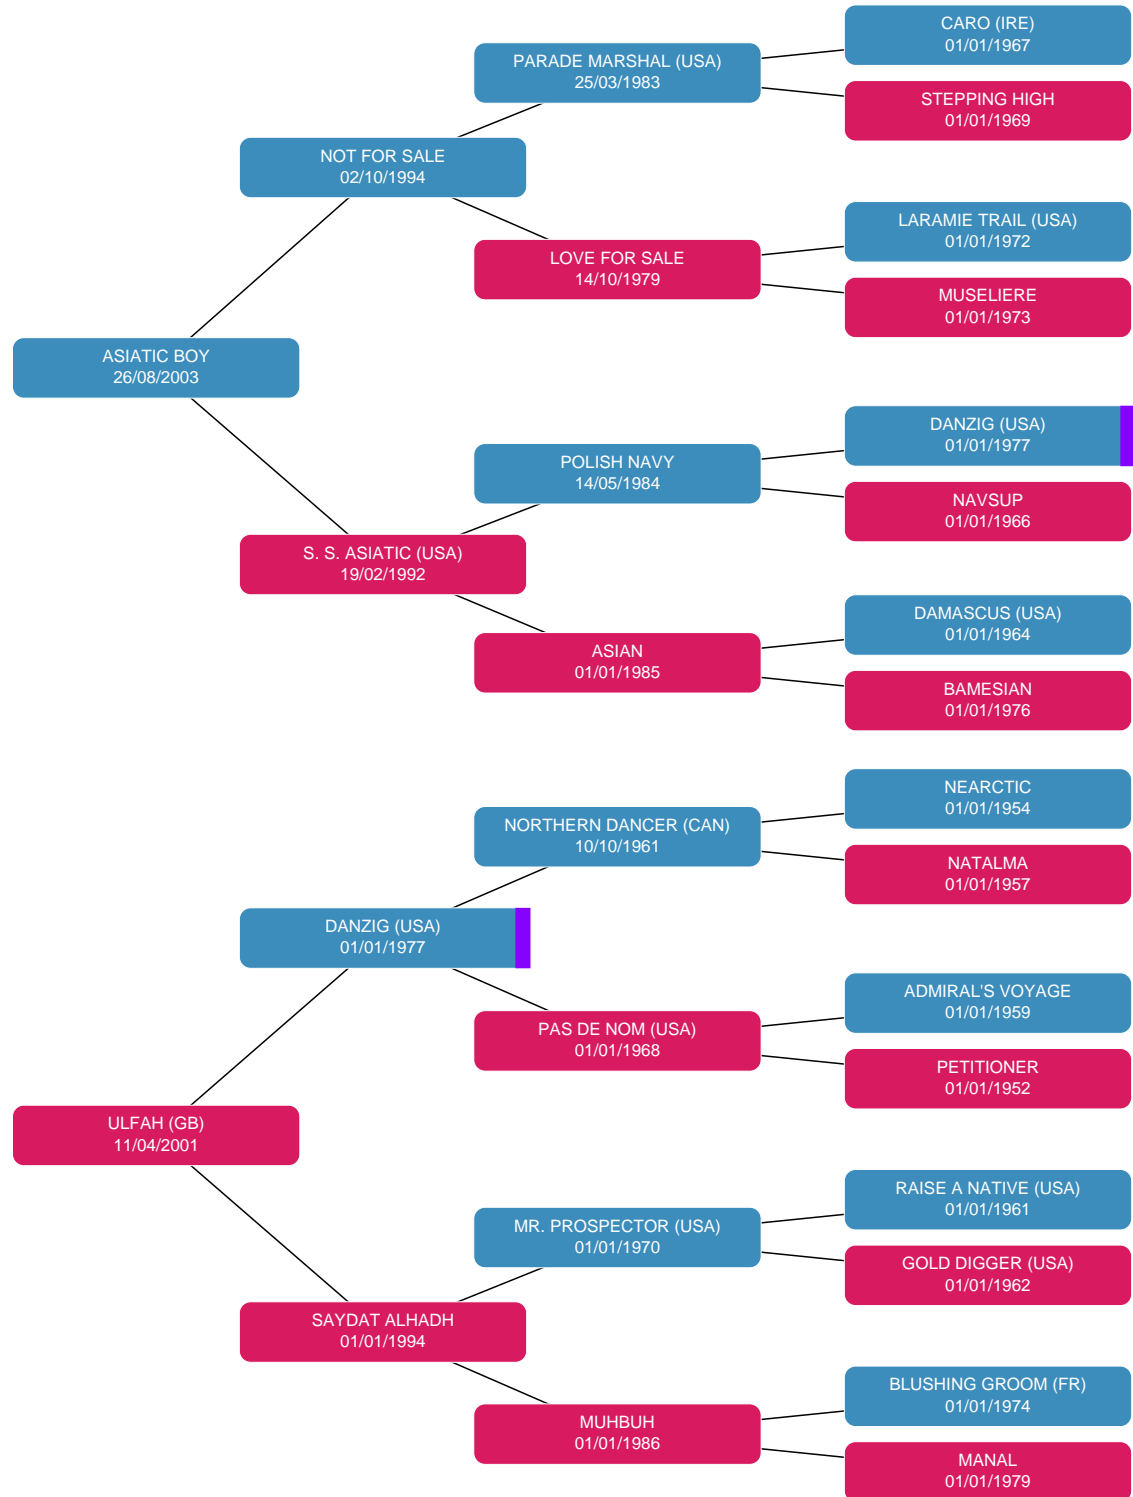 CARO (IRE)
01/01/1967
PARADE MARSHAL (USA)
25/03/1983
STEPPING HIGH
01/01/1969
NOT FOR SALE
02/10/1994
LARAMIE TRAIL (USA)
01/01/1972
LOVE FOR SALE
14/10/1979
MUSELIERE
01/01/1973
ASIATIC BOY
26/08/2003
DANZIG (USA)
01/01/1977
POLISH NAVY
14/05/1984
NAVSUP
01/01/1966
S. S. ASIATIC (USA)
19/02/1992
DAMASCUS (USA)
01/01/1964
ASIAN
01/01/1985
BAMESIAN
01/01/1976
NEARCTIC
01/01/1954
NORTHERN DANCER (CAN)
10/10/1961
NATALMA
01/01/1957
DANZIG (USA)
01/01/1977
ADMIRAL'S VOYAGE
01/01/1959
PAS DE NOM (USA)
01/01/1968
PETITIONER
01/01/1952
ULFAH (GB)
11/04/2001
RAISE A NATIVE (USA)
01/01/1961
MR. PROSPECTOR (USA)
01/01/1970
GOLD DIGGER (USA)
01/01/1962
SAYDAT ALHADH
01/01/1994
BLUSHING GROOM (FR)
01/01/1974
MUHBUH
01/01/1986
MANAL
01/01/1979